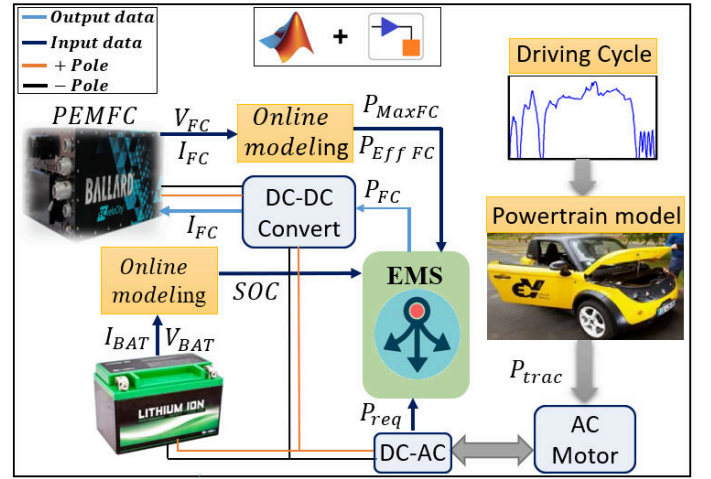 Output data
Input data
+ Pole
− Pole
+
Driving Cycle
PEMFC
V_FC
I_FC
Online
modeling
P_MaxFC
P_Eff FC
BALLARD
I_FC
DC-DC
Convert
P_FC
Powertrain model
Online
modeling
SOC
EMS
I_BAT V_BAT
LITHIUM ION
P_req
DC-AC
P_trac
AC
Motor